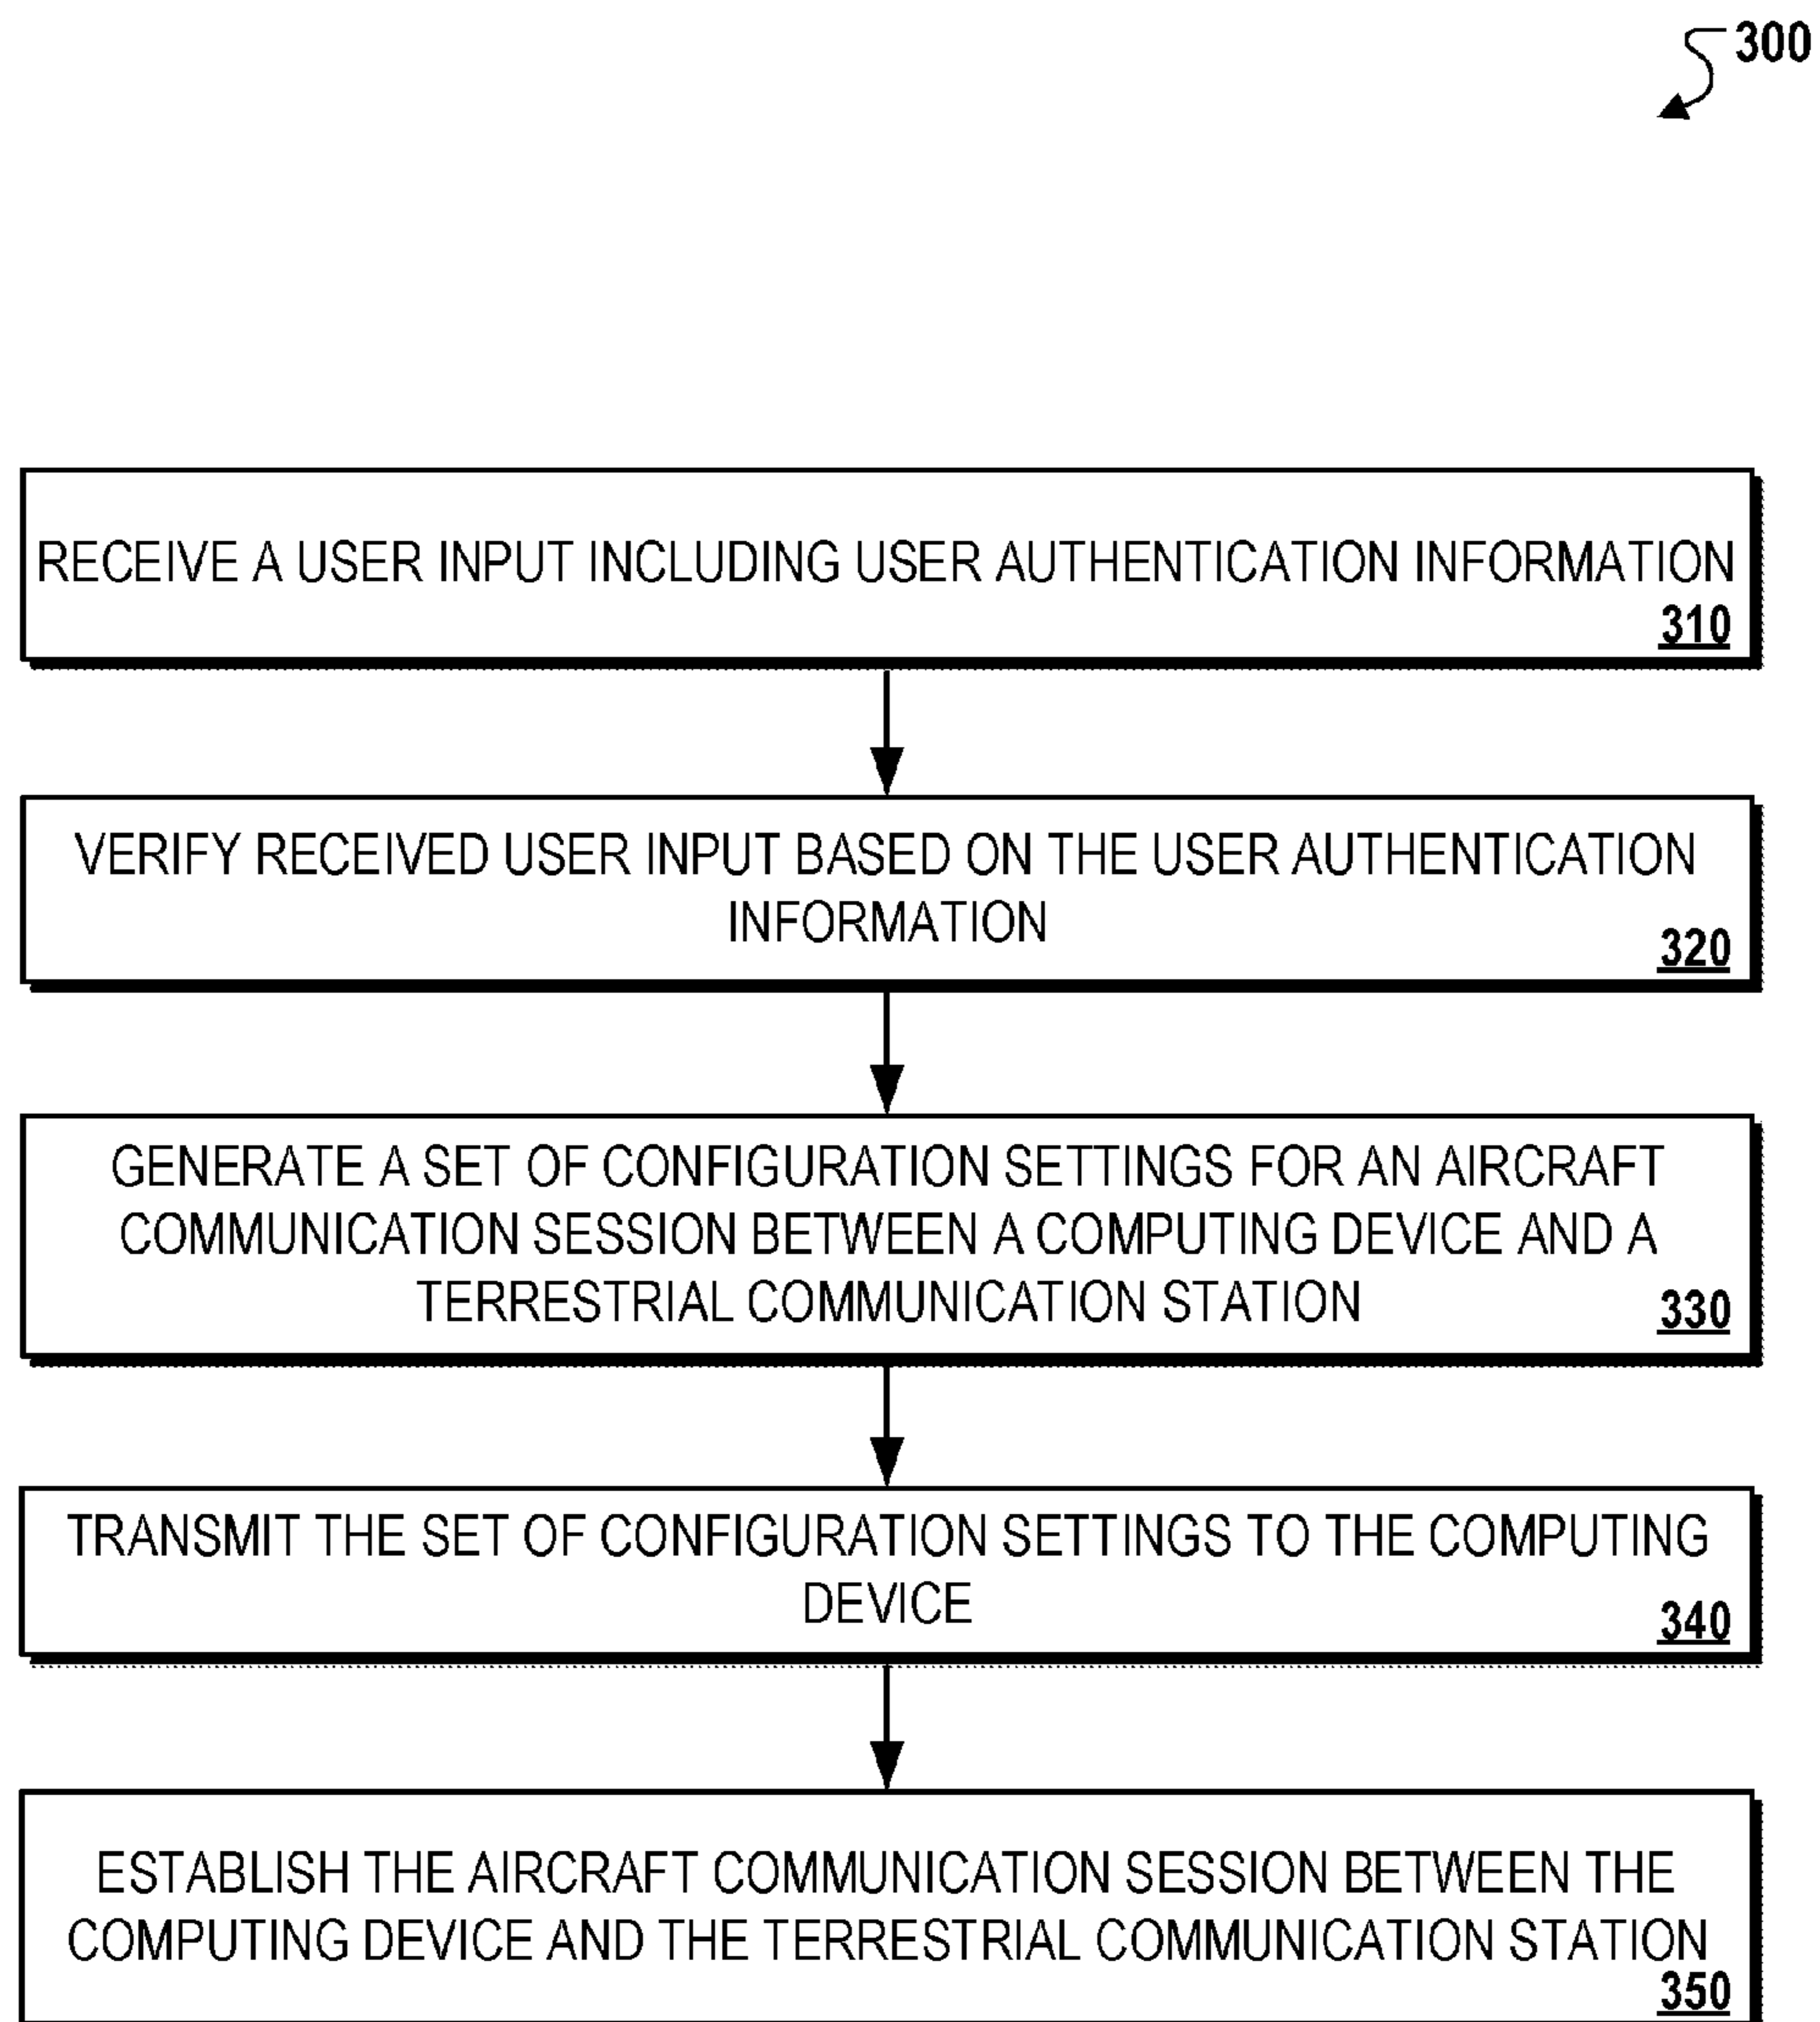 300
RECEIVE A USER INPUT INCLUDING USER AUTHENTICATION INFORMATION
310
VERIFY RECEIVED USER INPUT BASED ON THE USER AUTHENTICATION
INFORMATION
320
GENERATE A SET OF CONFIGURATION SETTINGS FOR AN AIRCRAFT
COMMUNICATION SESSION BETWEEN A COMPUTING DEVICE AND A
TERRESTRIAL COMMUNICATION STATION
330
TRANSMIT THE SET OF CONFIGURATION SETTINGS TO THE COMPUTING
DEVICE
340
ESTABLISH THE AIRCRAFT COMMUNICATION SESSION BETWEEN THE
COMPUTING DEVICE AND THE TERRESTRIAL COMMUNICATION STATION
350